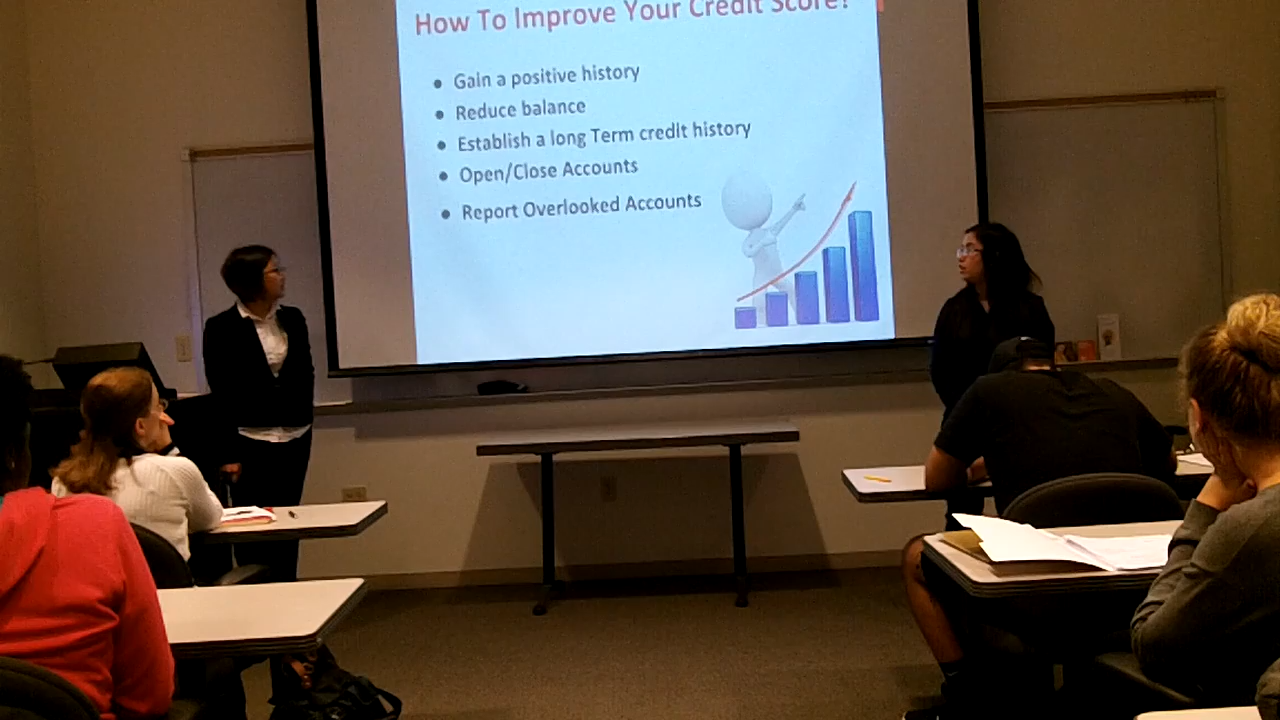 How To Improve Your Credit Score?
Gain a positive history
Reduce balance
Establish a long Term credit history
Open/Close Accounts
Report Overlooked Accounts